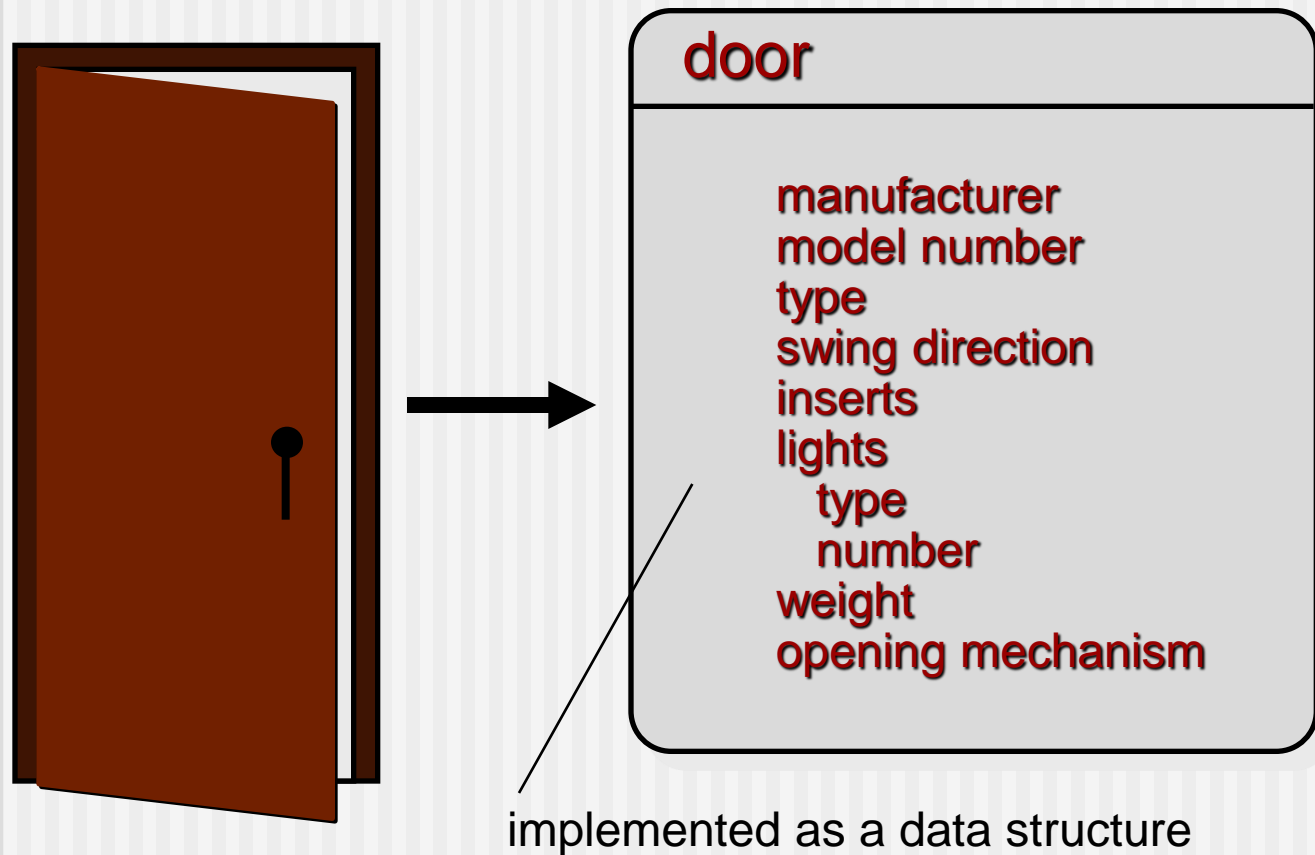 door
manufacturer
model number
type
swing direction
inserts
lights
type
number
weight
opening mechanism
implemented as a data structure